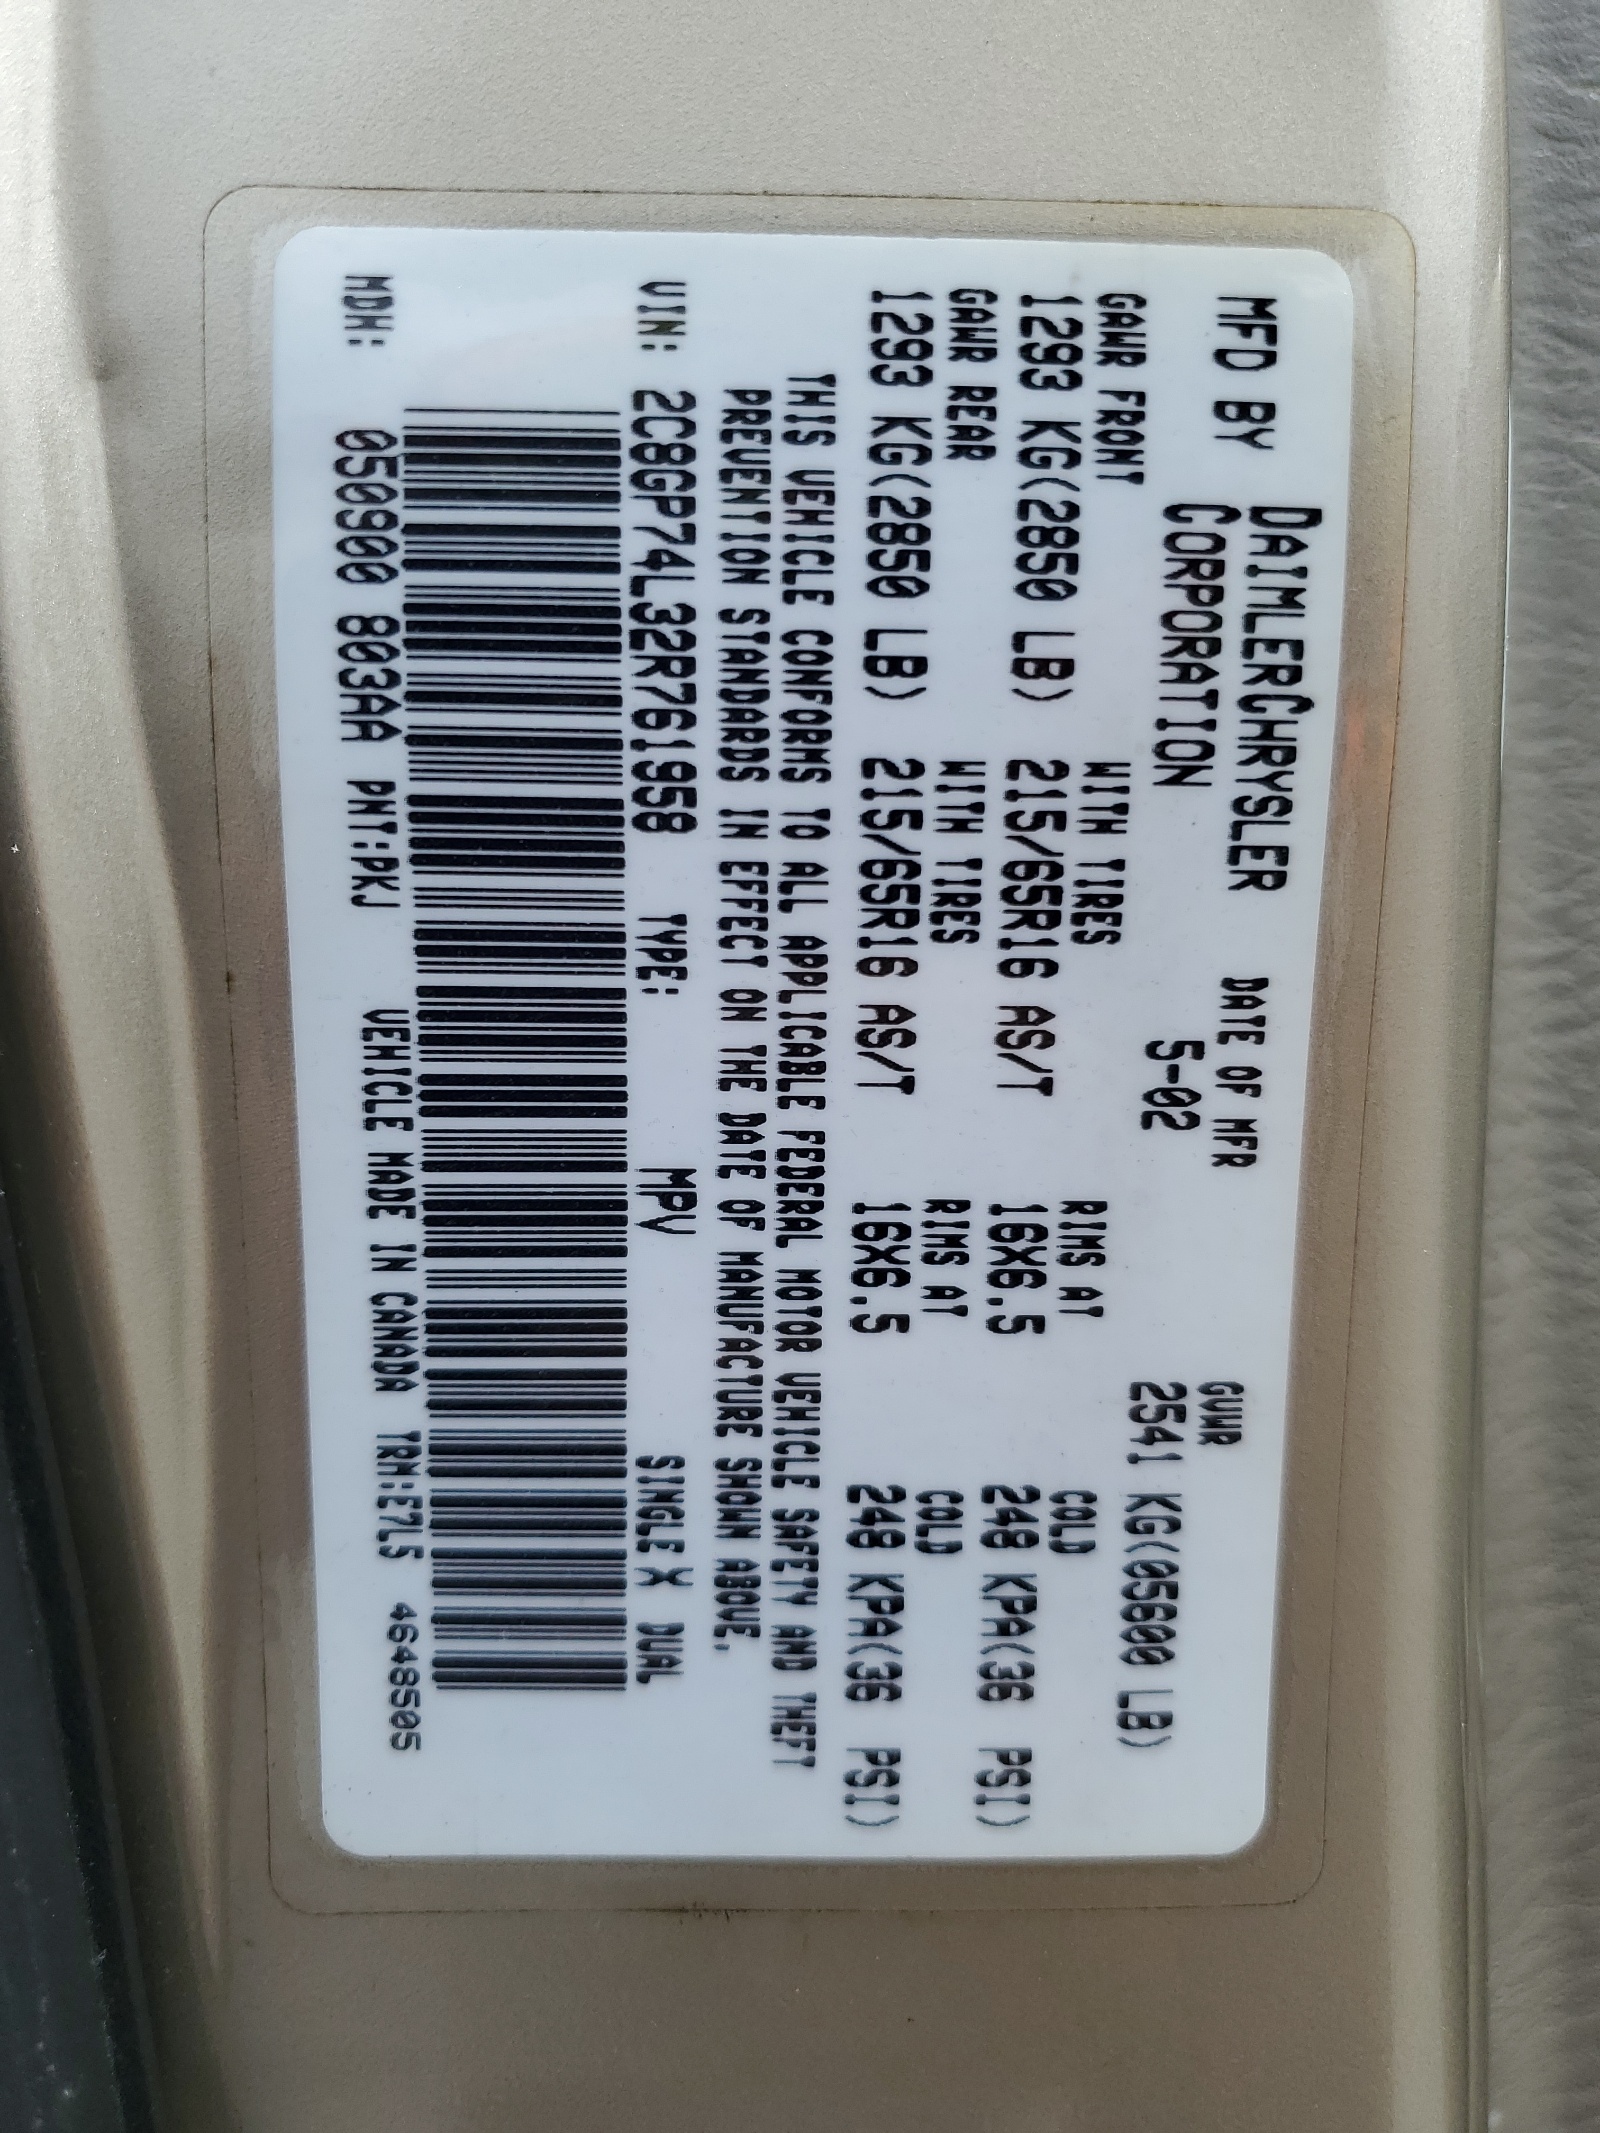 MFD BY DAIMLERCHRYSLER CORPORATION DATE OF MFR 5-02 GVWR 2541 KG(05600 LB)
GAWR FRONT WITH TIRES RIMS AT COLD
1293 KG(2850 LB) 215/65R16 AS/T 16X6.5 248 KPA(36 PSI)
GAWR REAR WITH TIRES RIMS AT COLD
1293 KG(2850 LB) 215/65R16 AS/T 16X6.5 248 KPA(36 PSI)
THIS VEHICLE CONFORMS TO ALL APPLICABLE FEDERAL MOTOR VEHICLE SAFETY AND THEFT
PREVENTION STANDARDS IN EFFECT ON THE DATE OF MANUFACTURE SHOWN ABOVE.
VIN: 2C8GP74L32R761958 TYPE: MPV SINGLE X DUAL
MDH: 050900 803AA PNT:PKJ VEHICLE MADE IN CANADA TRM:E7L5 4648505